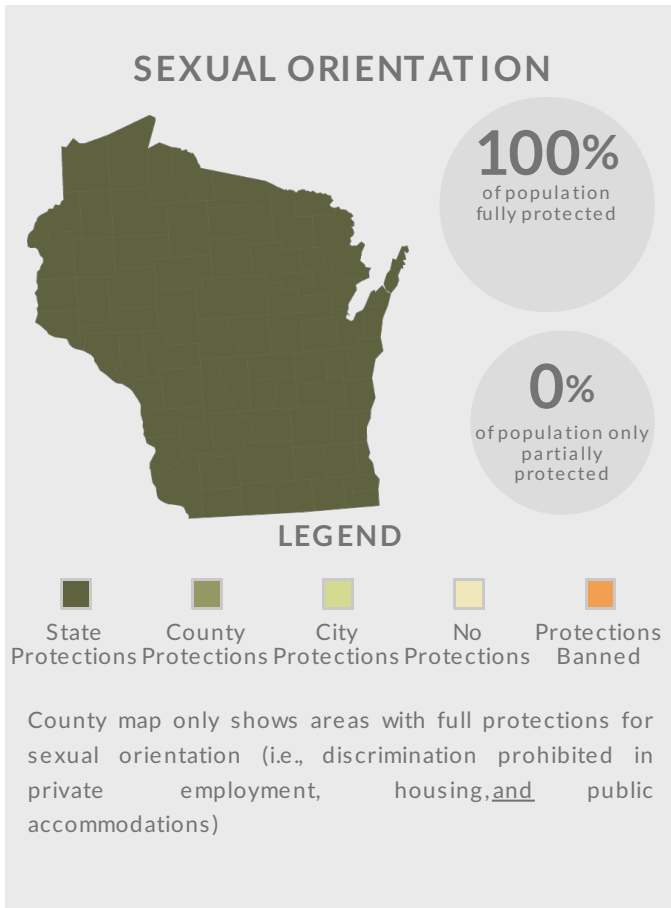 SEXUAL ORIENTATION
100%
of population
fully protected
0%
of population only
partially
protected
LEGEND
State
Protections
County
Protections
City
Protections
No
Protections
Protections
Banned
County map only shows areas with full protections for
sexual orientation (i.e., discrimination prohibited in
private employment, housing, and public
accommodations)